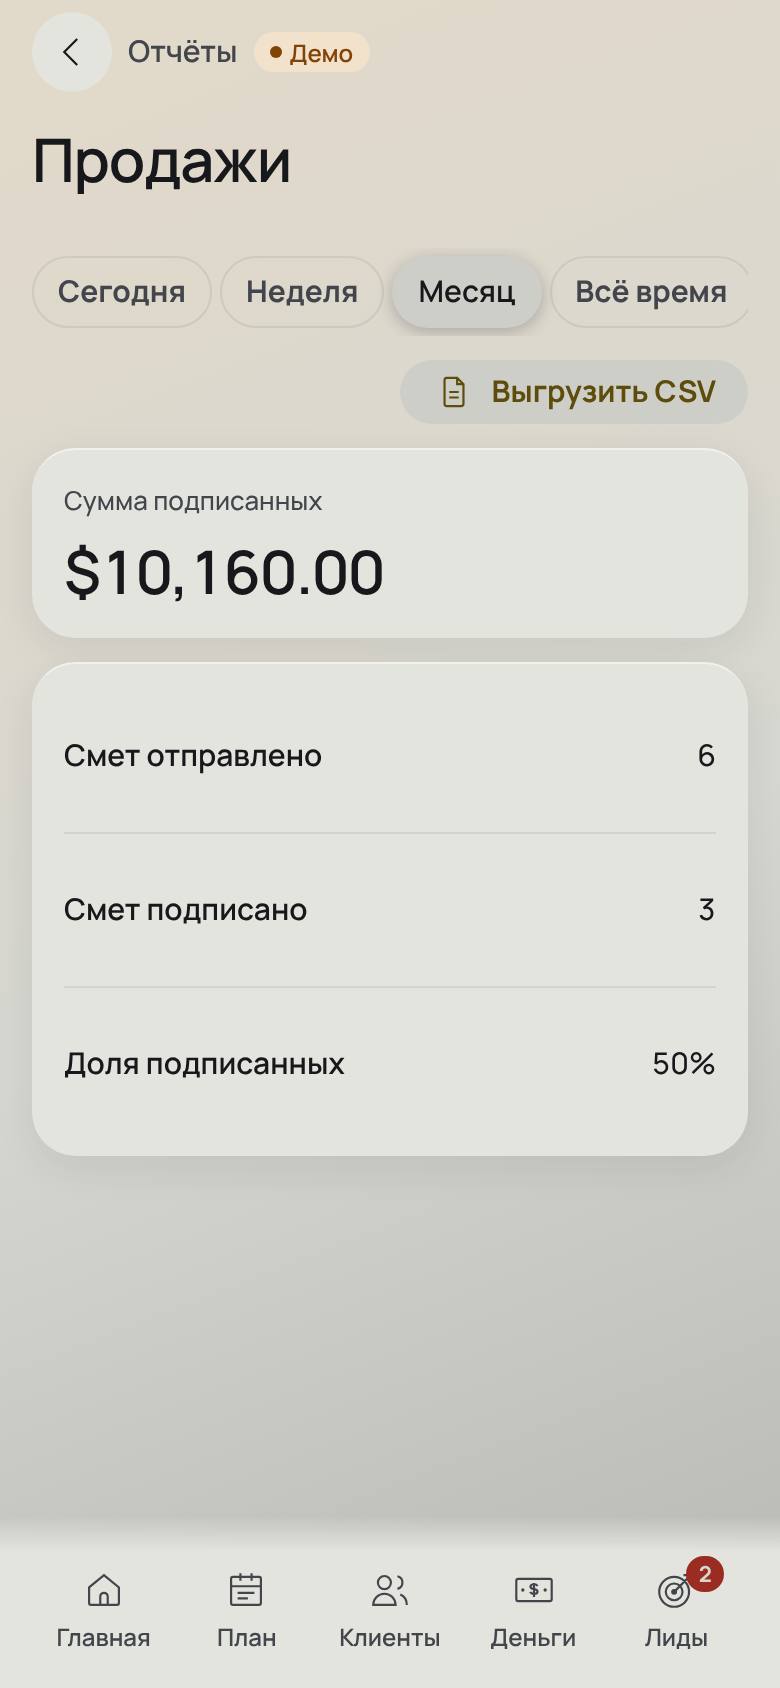 Отчёты
Демо
Продажи
Сегодня
Неделя
Месяц
Всё время
Выгрузить CSV
Сумма подписанных
$10,160.00
Смет отправлено 6
Смет подписано 3
Доля подписанных 50%
2
Главная
План
Клиенты
Деньги
Лиды